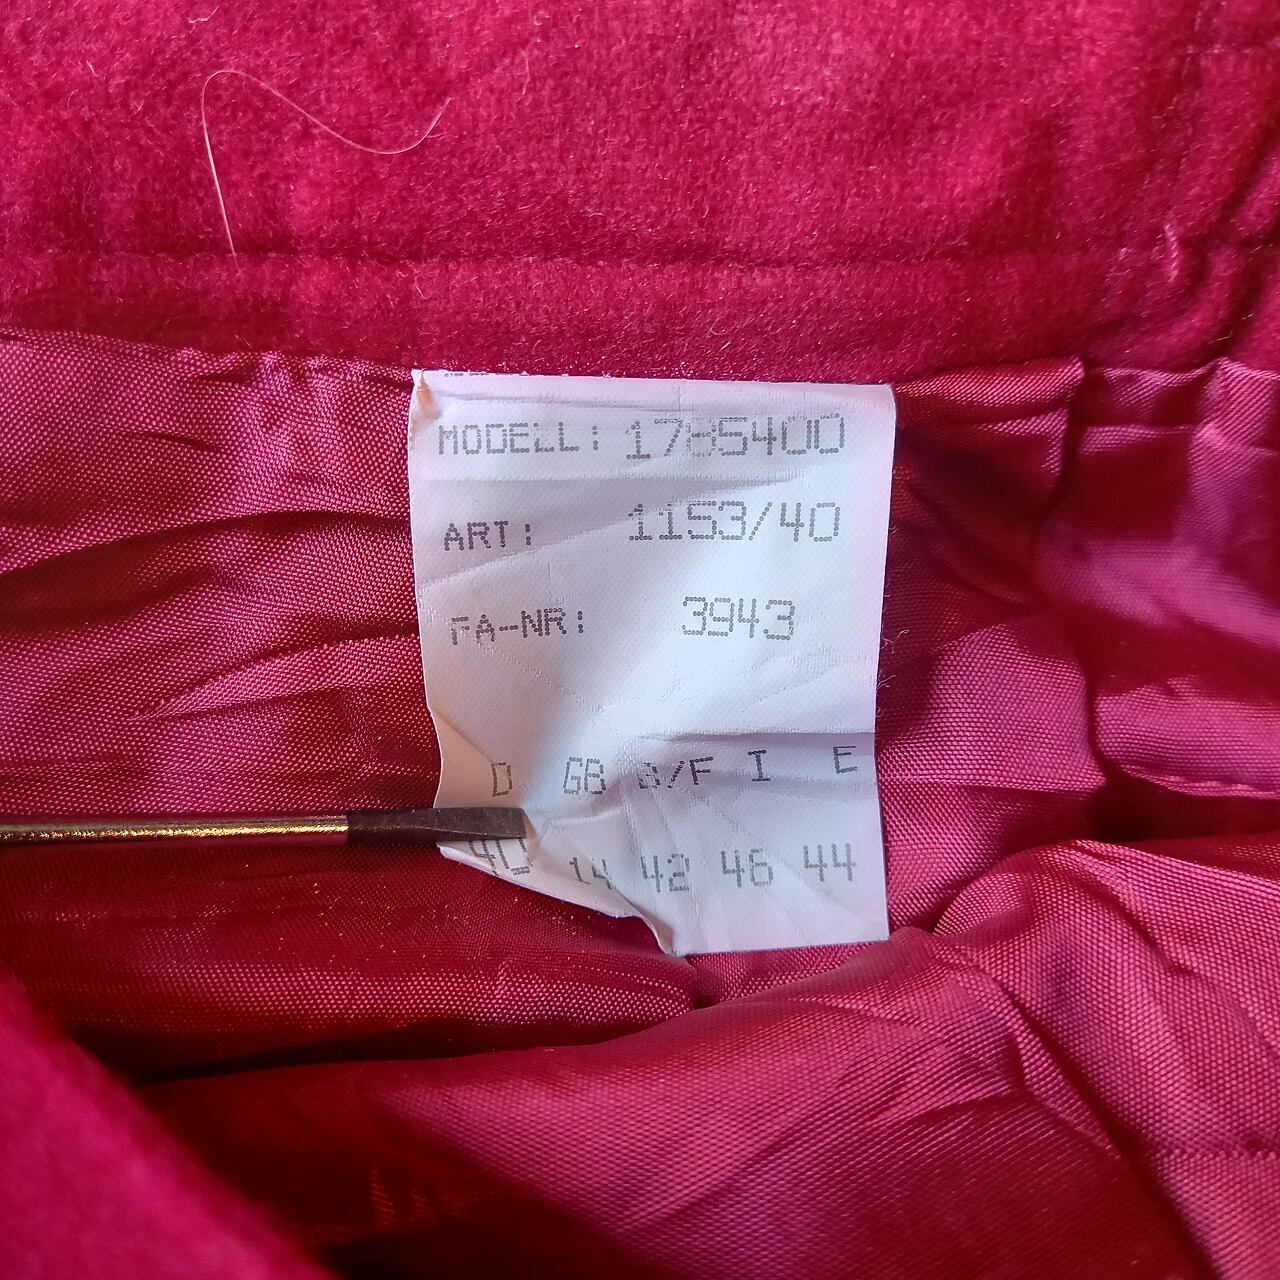 MODELL: 1785400
ART: 1153/40
FA-NR: 3943
D GB B/F I E
40 14 42 46 44